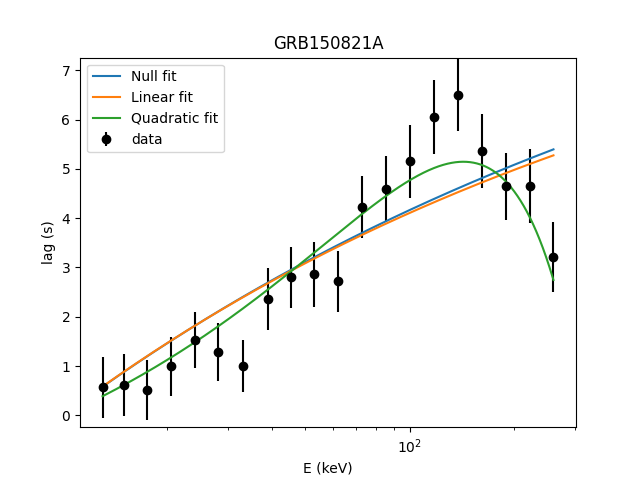 GRB150821A
Null fit
Linear fit
Quadratic fit
data
7
6
5
4
3
2
1
0
lag (s)
10²
E (keV)